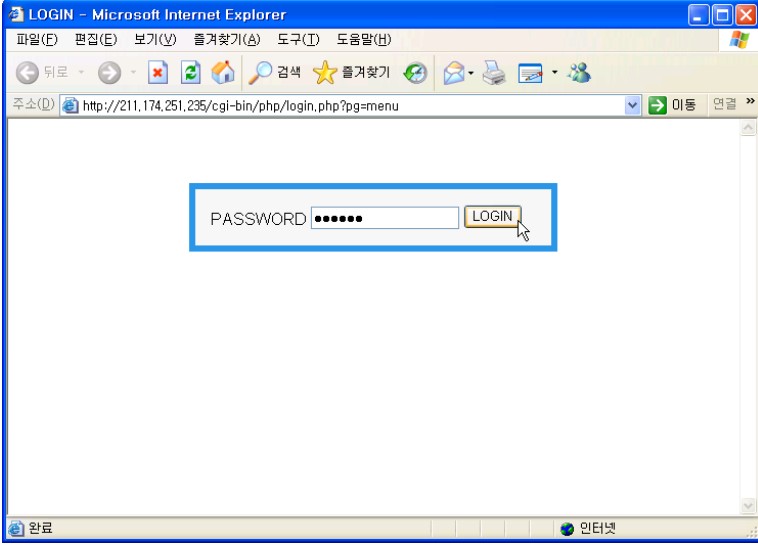 LOGIN - Microsoft Internet Explorer
파일(F) 편집(E) 보기(V) 즐겨찾기(A) 도구(T) 도움말(H)
뒤로 검색 즐겨찾기
주소(D) http://211.174.251.235/cgi-bin/php/login.php?pg=menu 이동 연결 »
PASSWORD •••••• LOGIN
완료 인터넷